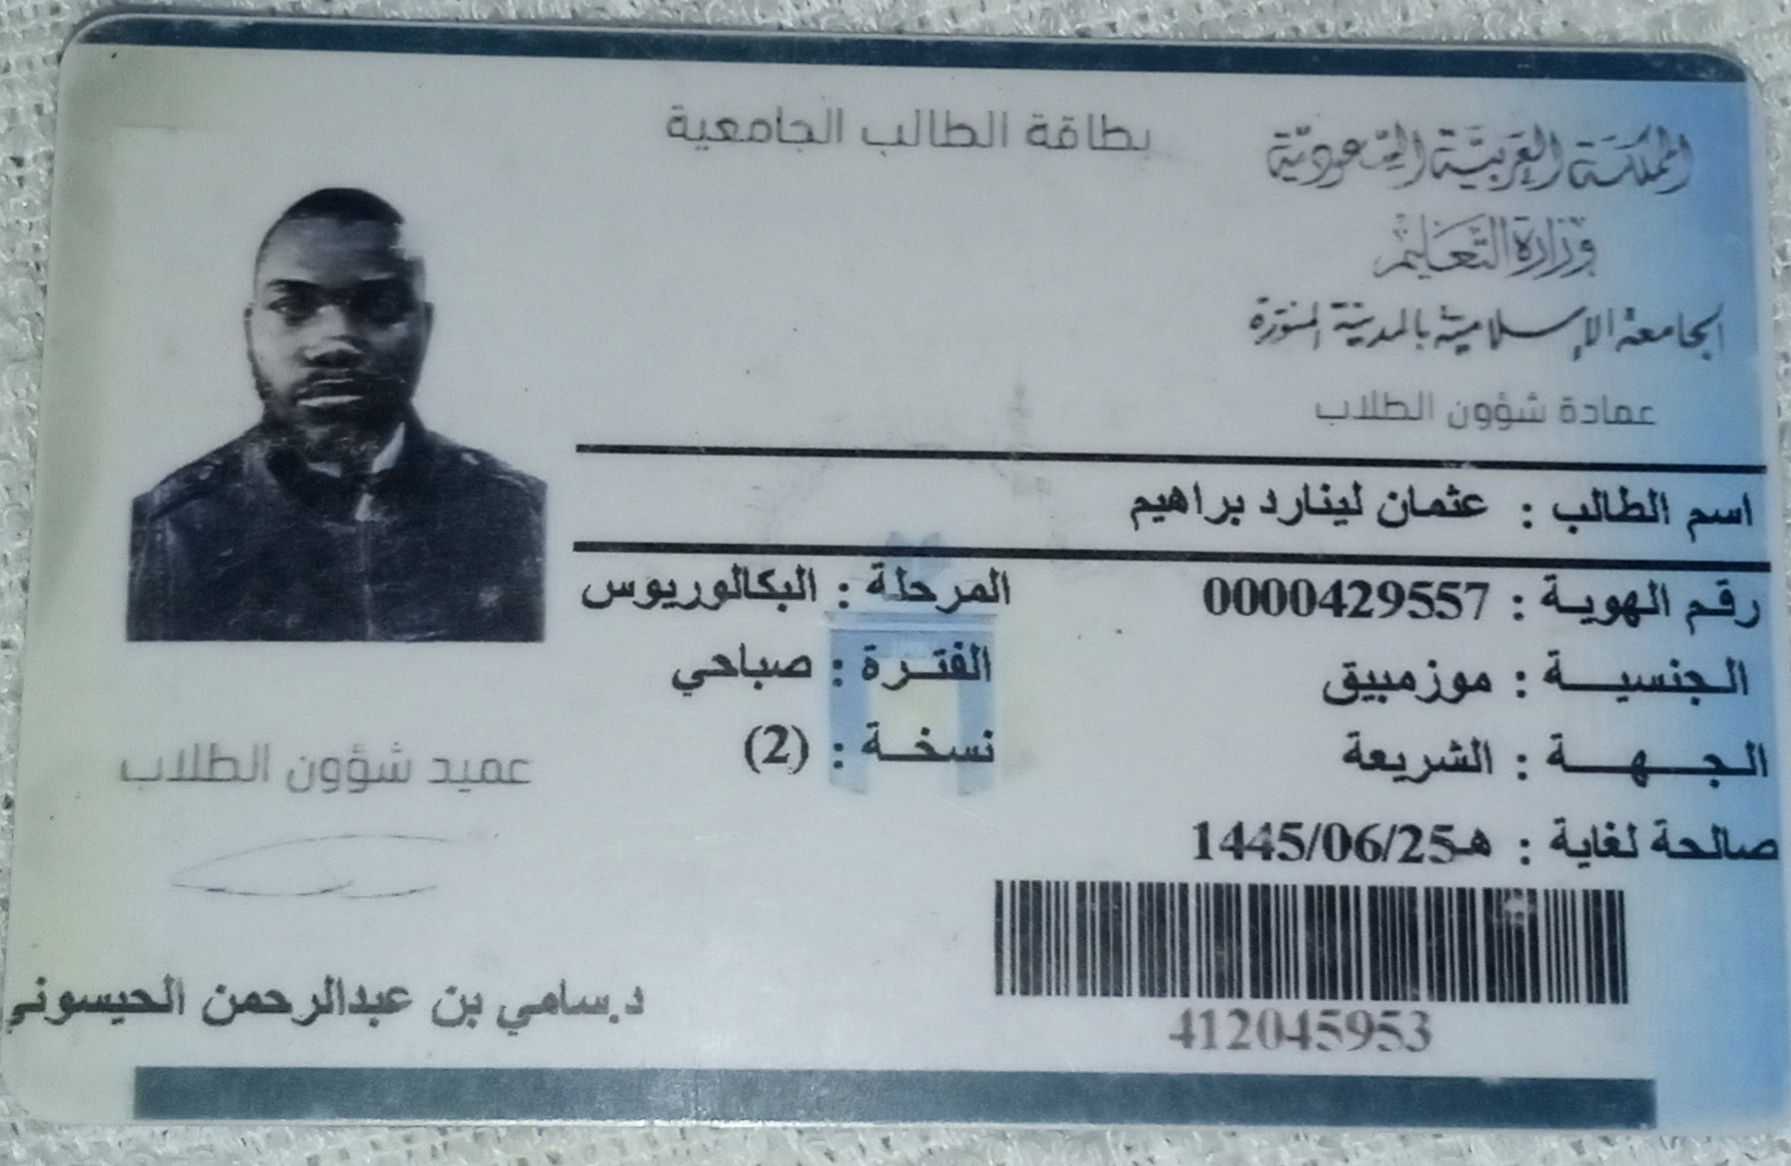 بطاقة الطالب الجامعية
المملكة العربية السعودية
وزارة التعليم
الجامعة الإسلامية بالمدينة المنورة
عمادة شؤون الطلاب
اسم الطالب : عثمان لينارد براهيم
رقم الهوية : 0000429557
المرحلة : البكالوريوس
الجنسية : موزمبيق
الفترة : صباحي
الجهة : الشريعة
نسخة : (2)
صالحة لغاية : 1445/06/25هـ
412045953
عميد شؤون الطلاب
د.سامي بن عبدالرحمن الحيسوني